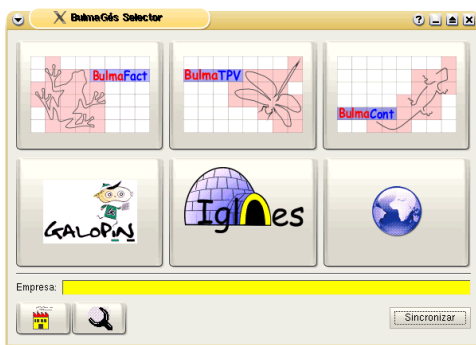 BulmaGés Selector
BulmaFact
BulmaTPV
BulmaCont
GALOPIN
Iglues
Empresa:
Sincronizar